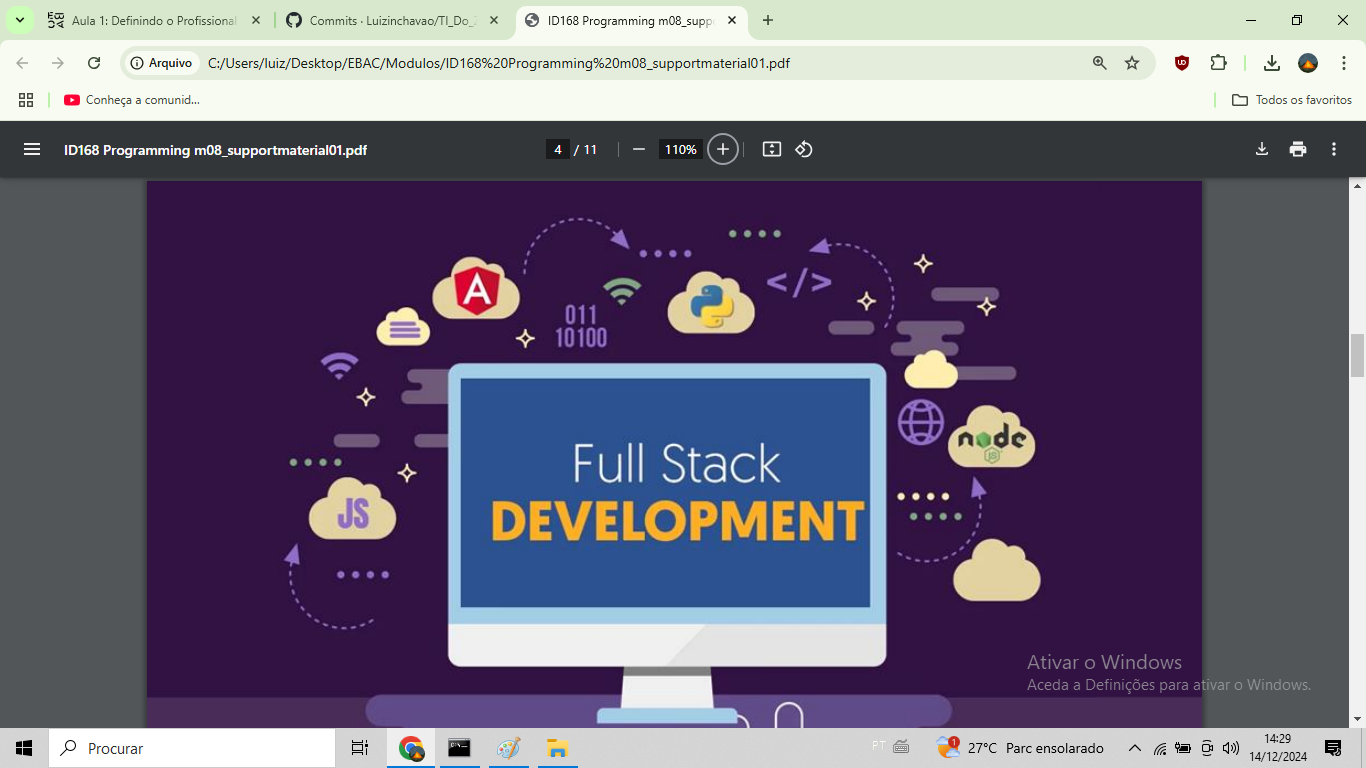 Aula 1: Definindo o Profissional
Commits · Luizinchavao/TI_Do_
ID168 Programming m08_supp
Arquivo
C:/Users/luiz/Desktop/EBAC/Modulos/ID168%20Programming%20m08_supportmaterial01.pdf
Conheça a comunid...
Todos os favoritos
ID168 Programming m08_supportmaterial01.pdf
4 / 11
110%
</>
A
011
10100
node
JS
Full Stack
DEVELOPMENT
JS
Ativar o Windows
Aceda a Definições para ativar o Windows.
Procurar
PT
1
27°C Parc ensolarado
14:29
14/12/2024